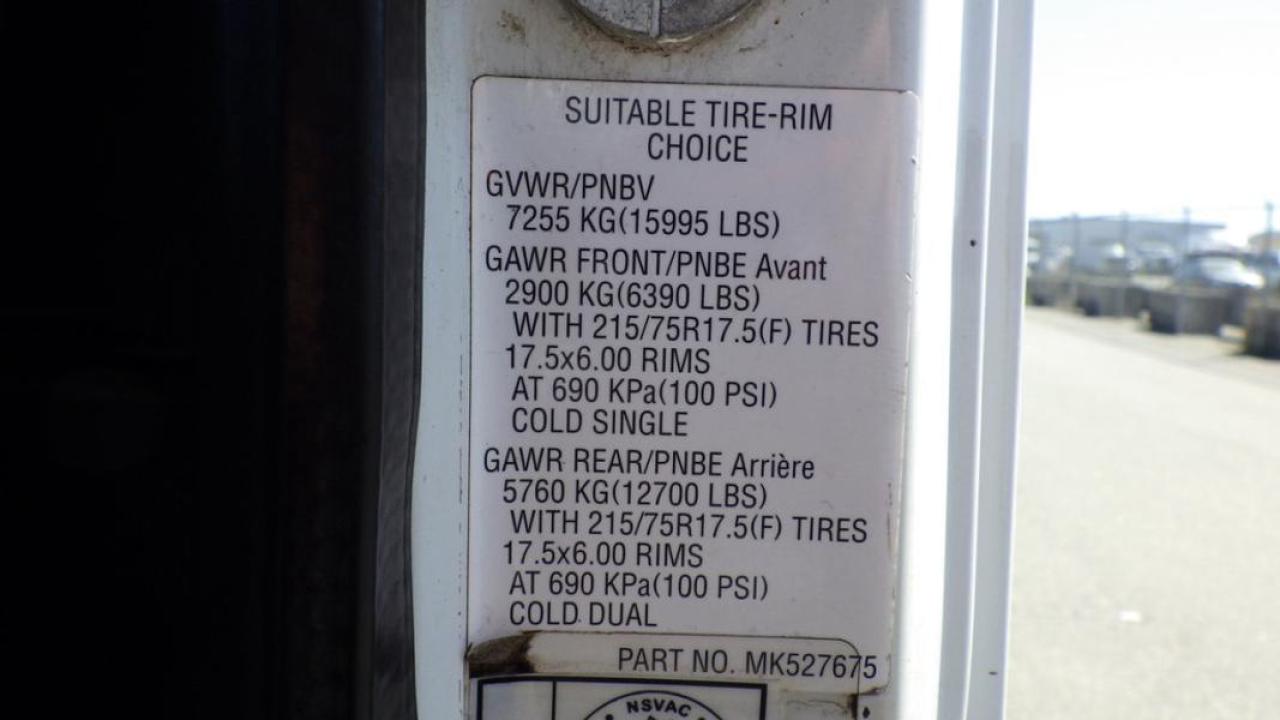 SUITABLE TIRE-RIM
CHOICE
GVWR/PNBV
7255 KG(15995 LBS)
GAWR FRONT/PNBE Avant
2900 KG(6390 LBS)
WITH 215/75R17.5(F) TIRES
17.5x6.00 RIMS
AT 690 KPa(100 PSI)
COLD SINGLE
GAWR REAR/PNBE Arrière
5760 KG(12700 LBS)
WITH 215/75R17.5(F) TIRES
17.5x6.00 RIMS
AT 690 KPa(100 PSI)
COLD DUAL
PART NO. MK527675
NSVAC